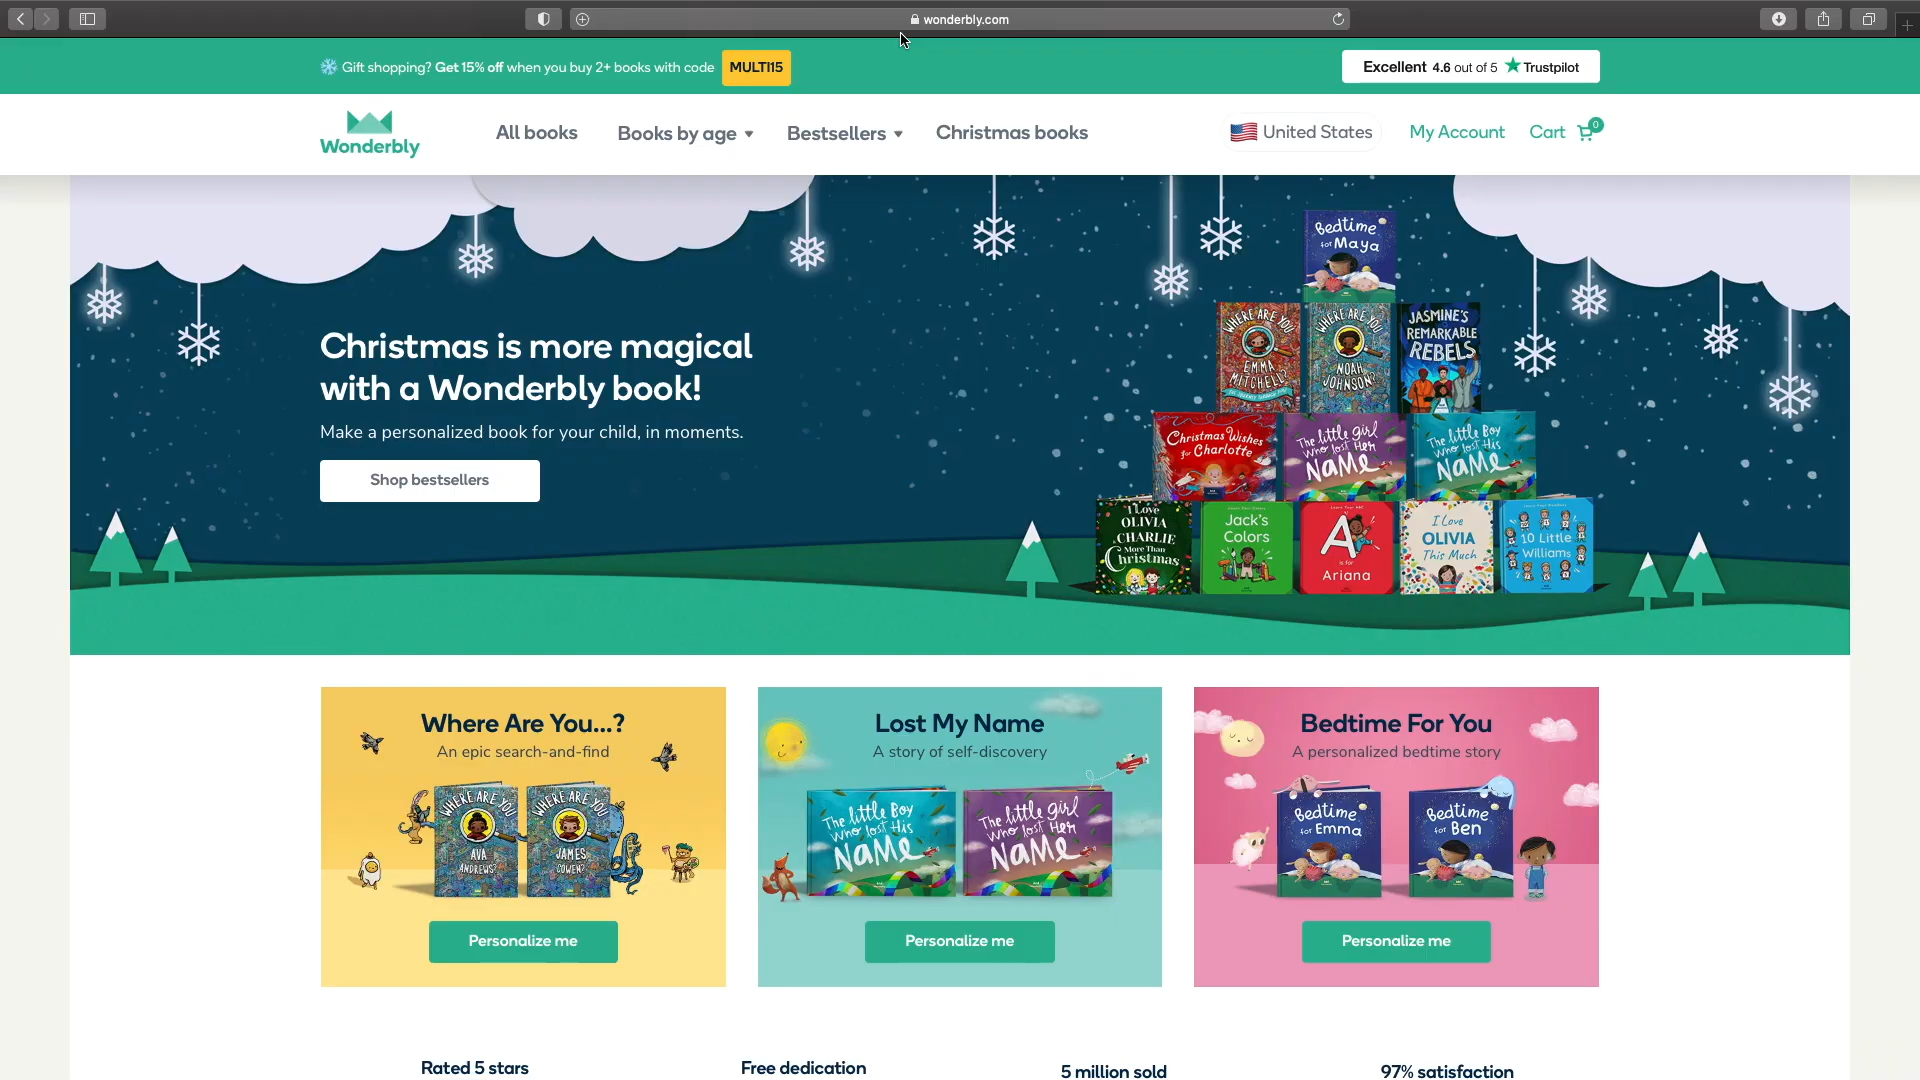 wonderbly.com
Gift shopping? Get 15% off when you buy 2+ books with code MULTI15
Excellent 4.6 out of 5 Trustpilot
Wonderbly
All books
Books by age
Bestsellers
Christmas books
United States
My Account
Cart 0
Christmas is more magical
with a Wonderbly book!
Make a personalized book for your child, in moments.
Shop bestsellers
Bedtime
for Maya
WHERE ARE YOU
EMMA
MITCHELL?
WHERE ARE YOU
NOAH
JOHNSON?
JASMINE'S
REMARKABLE
REBELS
Christmas Wishes
for Charlotte
The little girl
who lost Her
NAME
The little Boy
who lost His
NAME
I Love
OLIVIA
& CHARLIE
More Than
Christmas
Jack's
Colors
A
is for
Ariana
I Love
OLIVIA
This Much
10 Little
Williams
Where Are You...?
An epic search-and-find
WHERE ARE YOU
AVA
ANDREWS?
WHERE ARE YOU
JAMES
COWEN?
Personalize me
Lost My Name
A story of self-discovery
The little Boy
who lost His
NAME
The little girl
who lost Her
NAME
Personalize me
Bedtime For You
A personalized bedtime story
Bedtime
for Emma
Bedtime
for Ben
Personalize me
Rated 5 stars
Free dedication
5 million sold
97% satisfaction